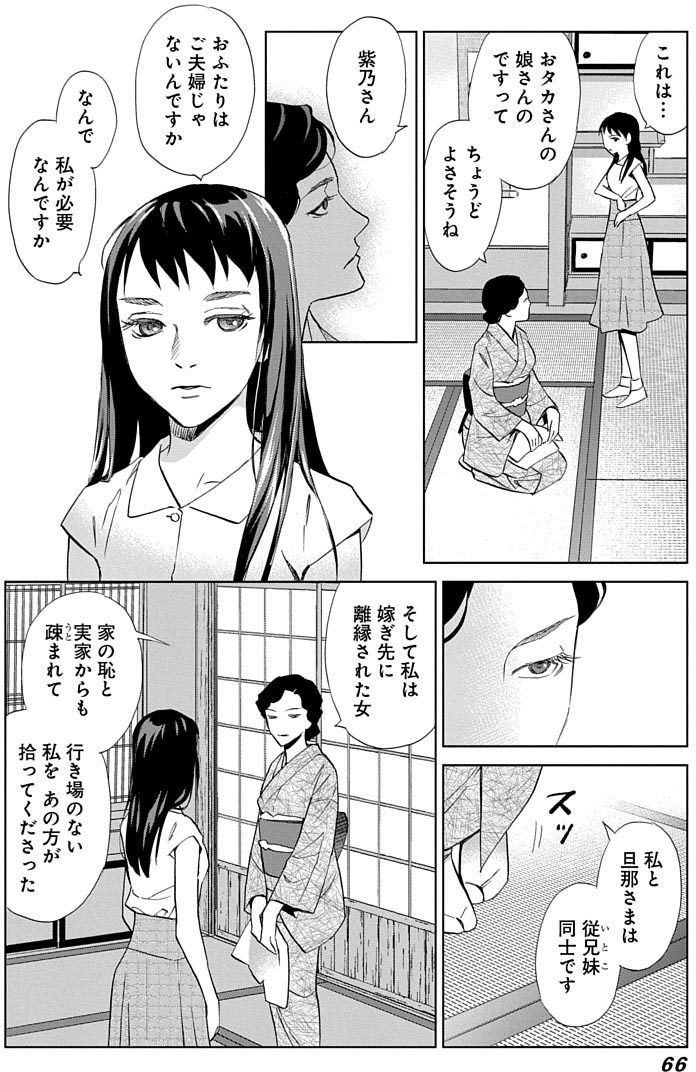 これは…
おタカさんの
娘さんの
ですって
ちょうど
よさそうね
紫乃さん
おふたりは
ご夫婦じゃ
ないんですか
なんで
私が必要
なんですか
スッ
私と
旦那さまは
従兄妹
いとこ
同士です
そして私は
嫁ぎ先に
離縁された女
家の恥と
実家からも
疎まれて
うと
行き場のない
私を あの方が
拾ってくださった
66